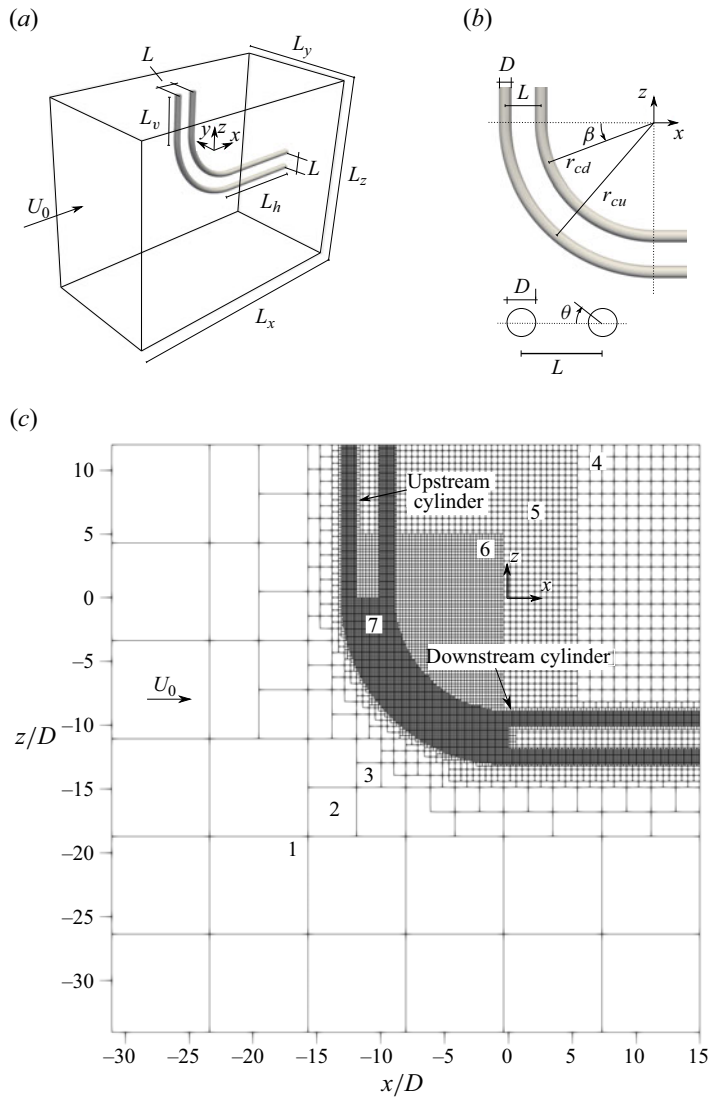 (a)
(b)
L
L_y
L_v
y z x
L
L_z
U_0
L_h
L_x
D
L
z
x
β
r_cd
r_cu
D
θ
L
(c)
10
5
0
−5
−10
−15
−20
−25
−30
z/D
4
Upstream
cylinder
5
6
z
x
7
Downstream cylinder
U_0
3
2
1
−30 −25 −20 −15 −10 −5 0 5 10 15
x/D